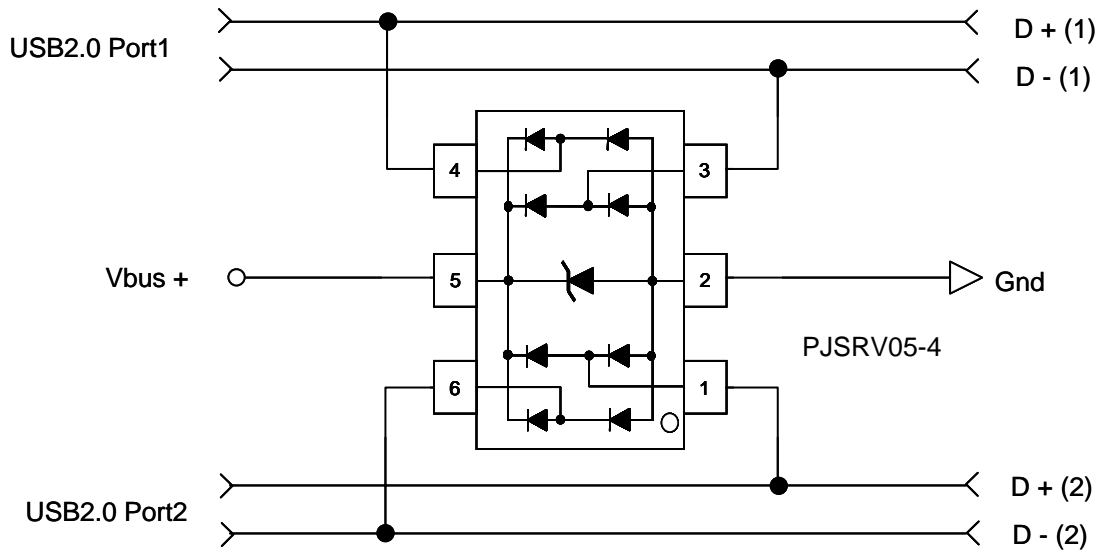 D + (1)
USB2.0 Port1
D - (1)
4
3
Vbus +
5
2
Gnd
PJSRV05-4
6
1
D + (2)
USB2.0 Port2
D - (2)